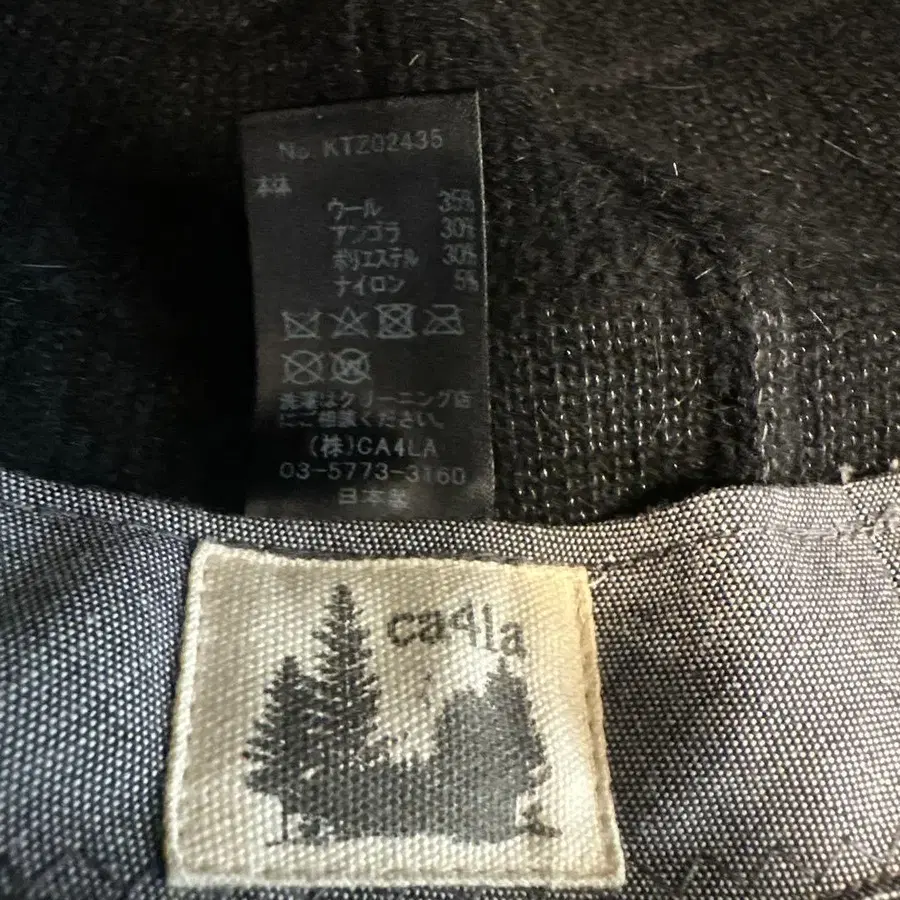 No. KTZ02435
本体
ウール 35%
アンゴラ 30%
ポリエステル 30%
ナイロン 5%
洗濯はクリーニング店
にご相談ください。
(株)CA4LA
03-5773-3160
日本製
ca4la